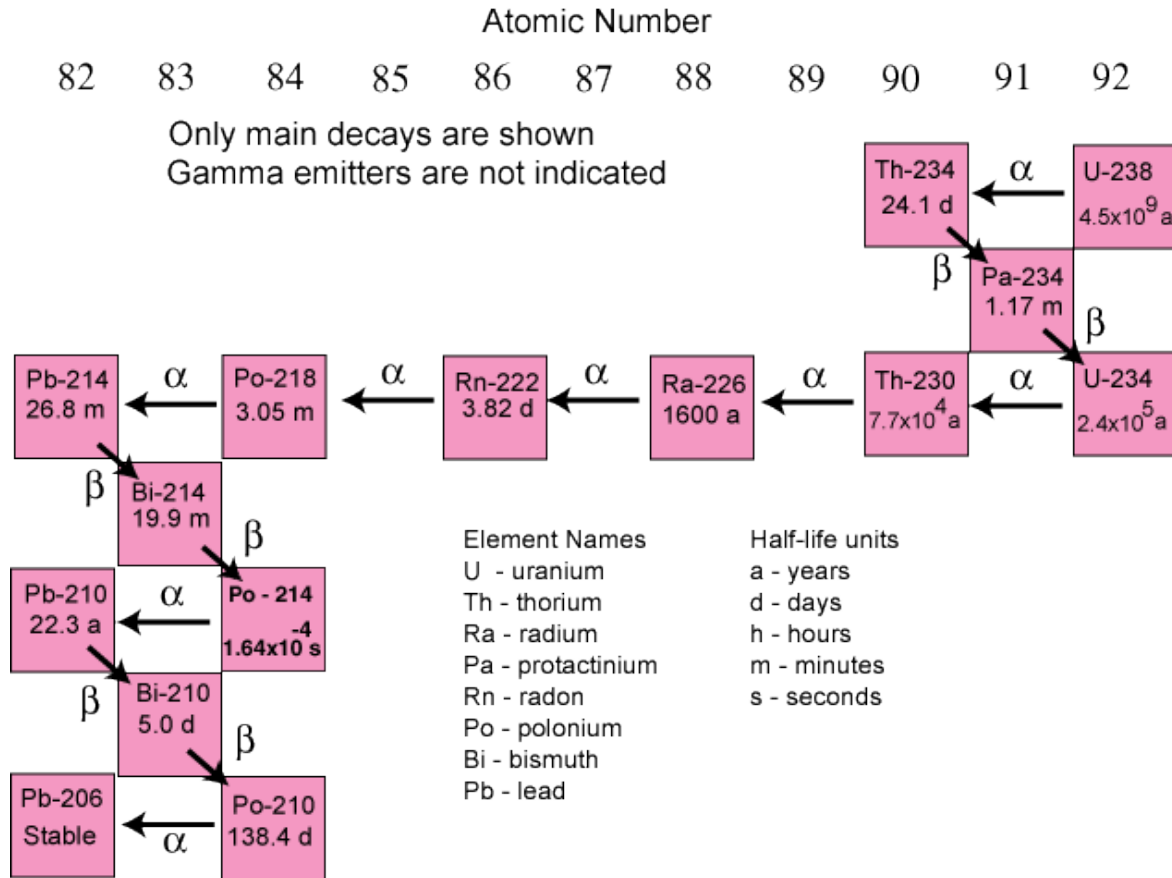 Atomic Number
82 83 84 85 86 87 88 89 90 91 92
Only main decays are shown
Gamma emitters are not indicated
Th-234 α U-238
24.1 d 4.5x10⁹ a
β Pa-234
1.17 m β
Pb-214 α Po-218 α Rn-222 α Ra-226 α Th-230 α U-234
26.8 m 3.05 m 3.82 d 1600 a 7.7x10⁴ a 2.4x10⁵ a
β Bi-214
19.9 m β
Pb-210 α Po - 214
22.3 a 1.64x10⁻⁴ s
β Bi-210
5.0 d β
Pb-206 α Po-210
Stable 138.4 d
Element Names
U - uranium
Th - thorium
Ra - radium
Pa - protactinium
Rn - radon
Po - polonium
Bi - bismuth
Pb - lead
Half-life units
a - years
d - days
h - hours
m - minutes
s - seconds